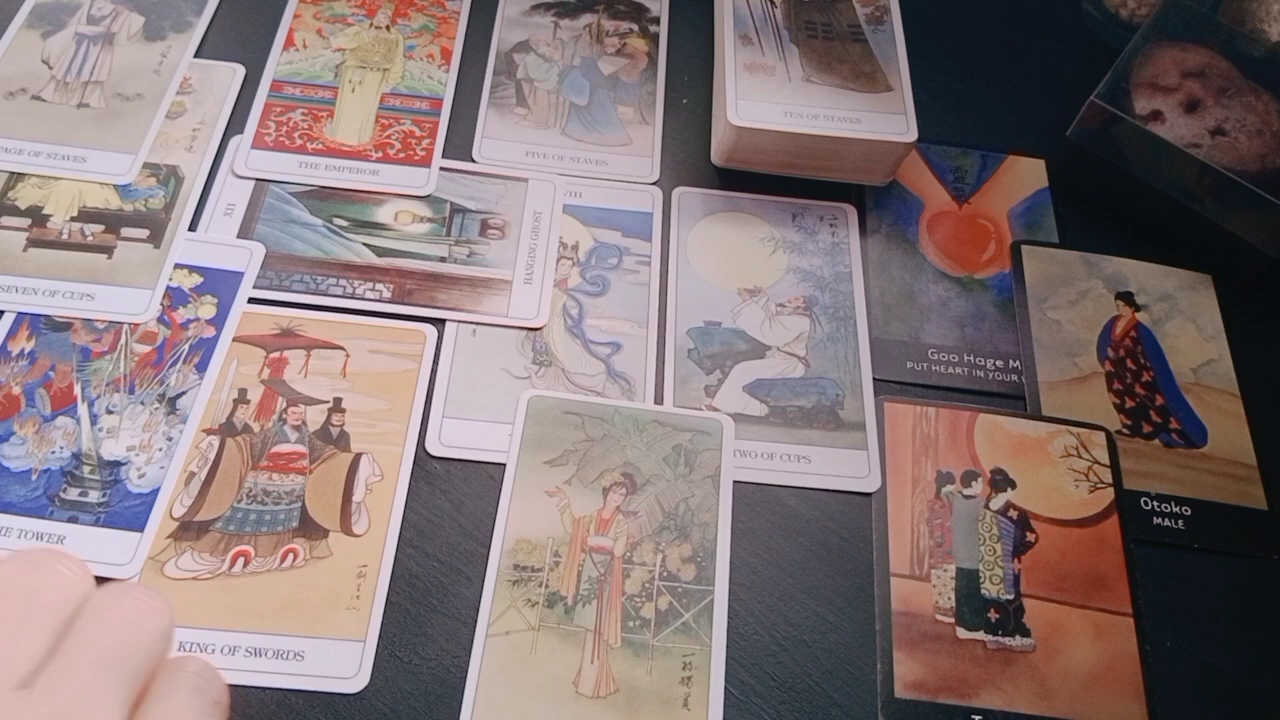 PAGE OF STAVES
THE EMPEROR
FIVE OF STAVES
TEN OF STAVES
SEVEN OF CUPS
XII
HANGING GHOST
TWO OF CUPS
Goo Hage M
PUT HEART IN YOUR
Otoko
MALE
THE TOWER
KING OF SWORDS